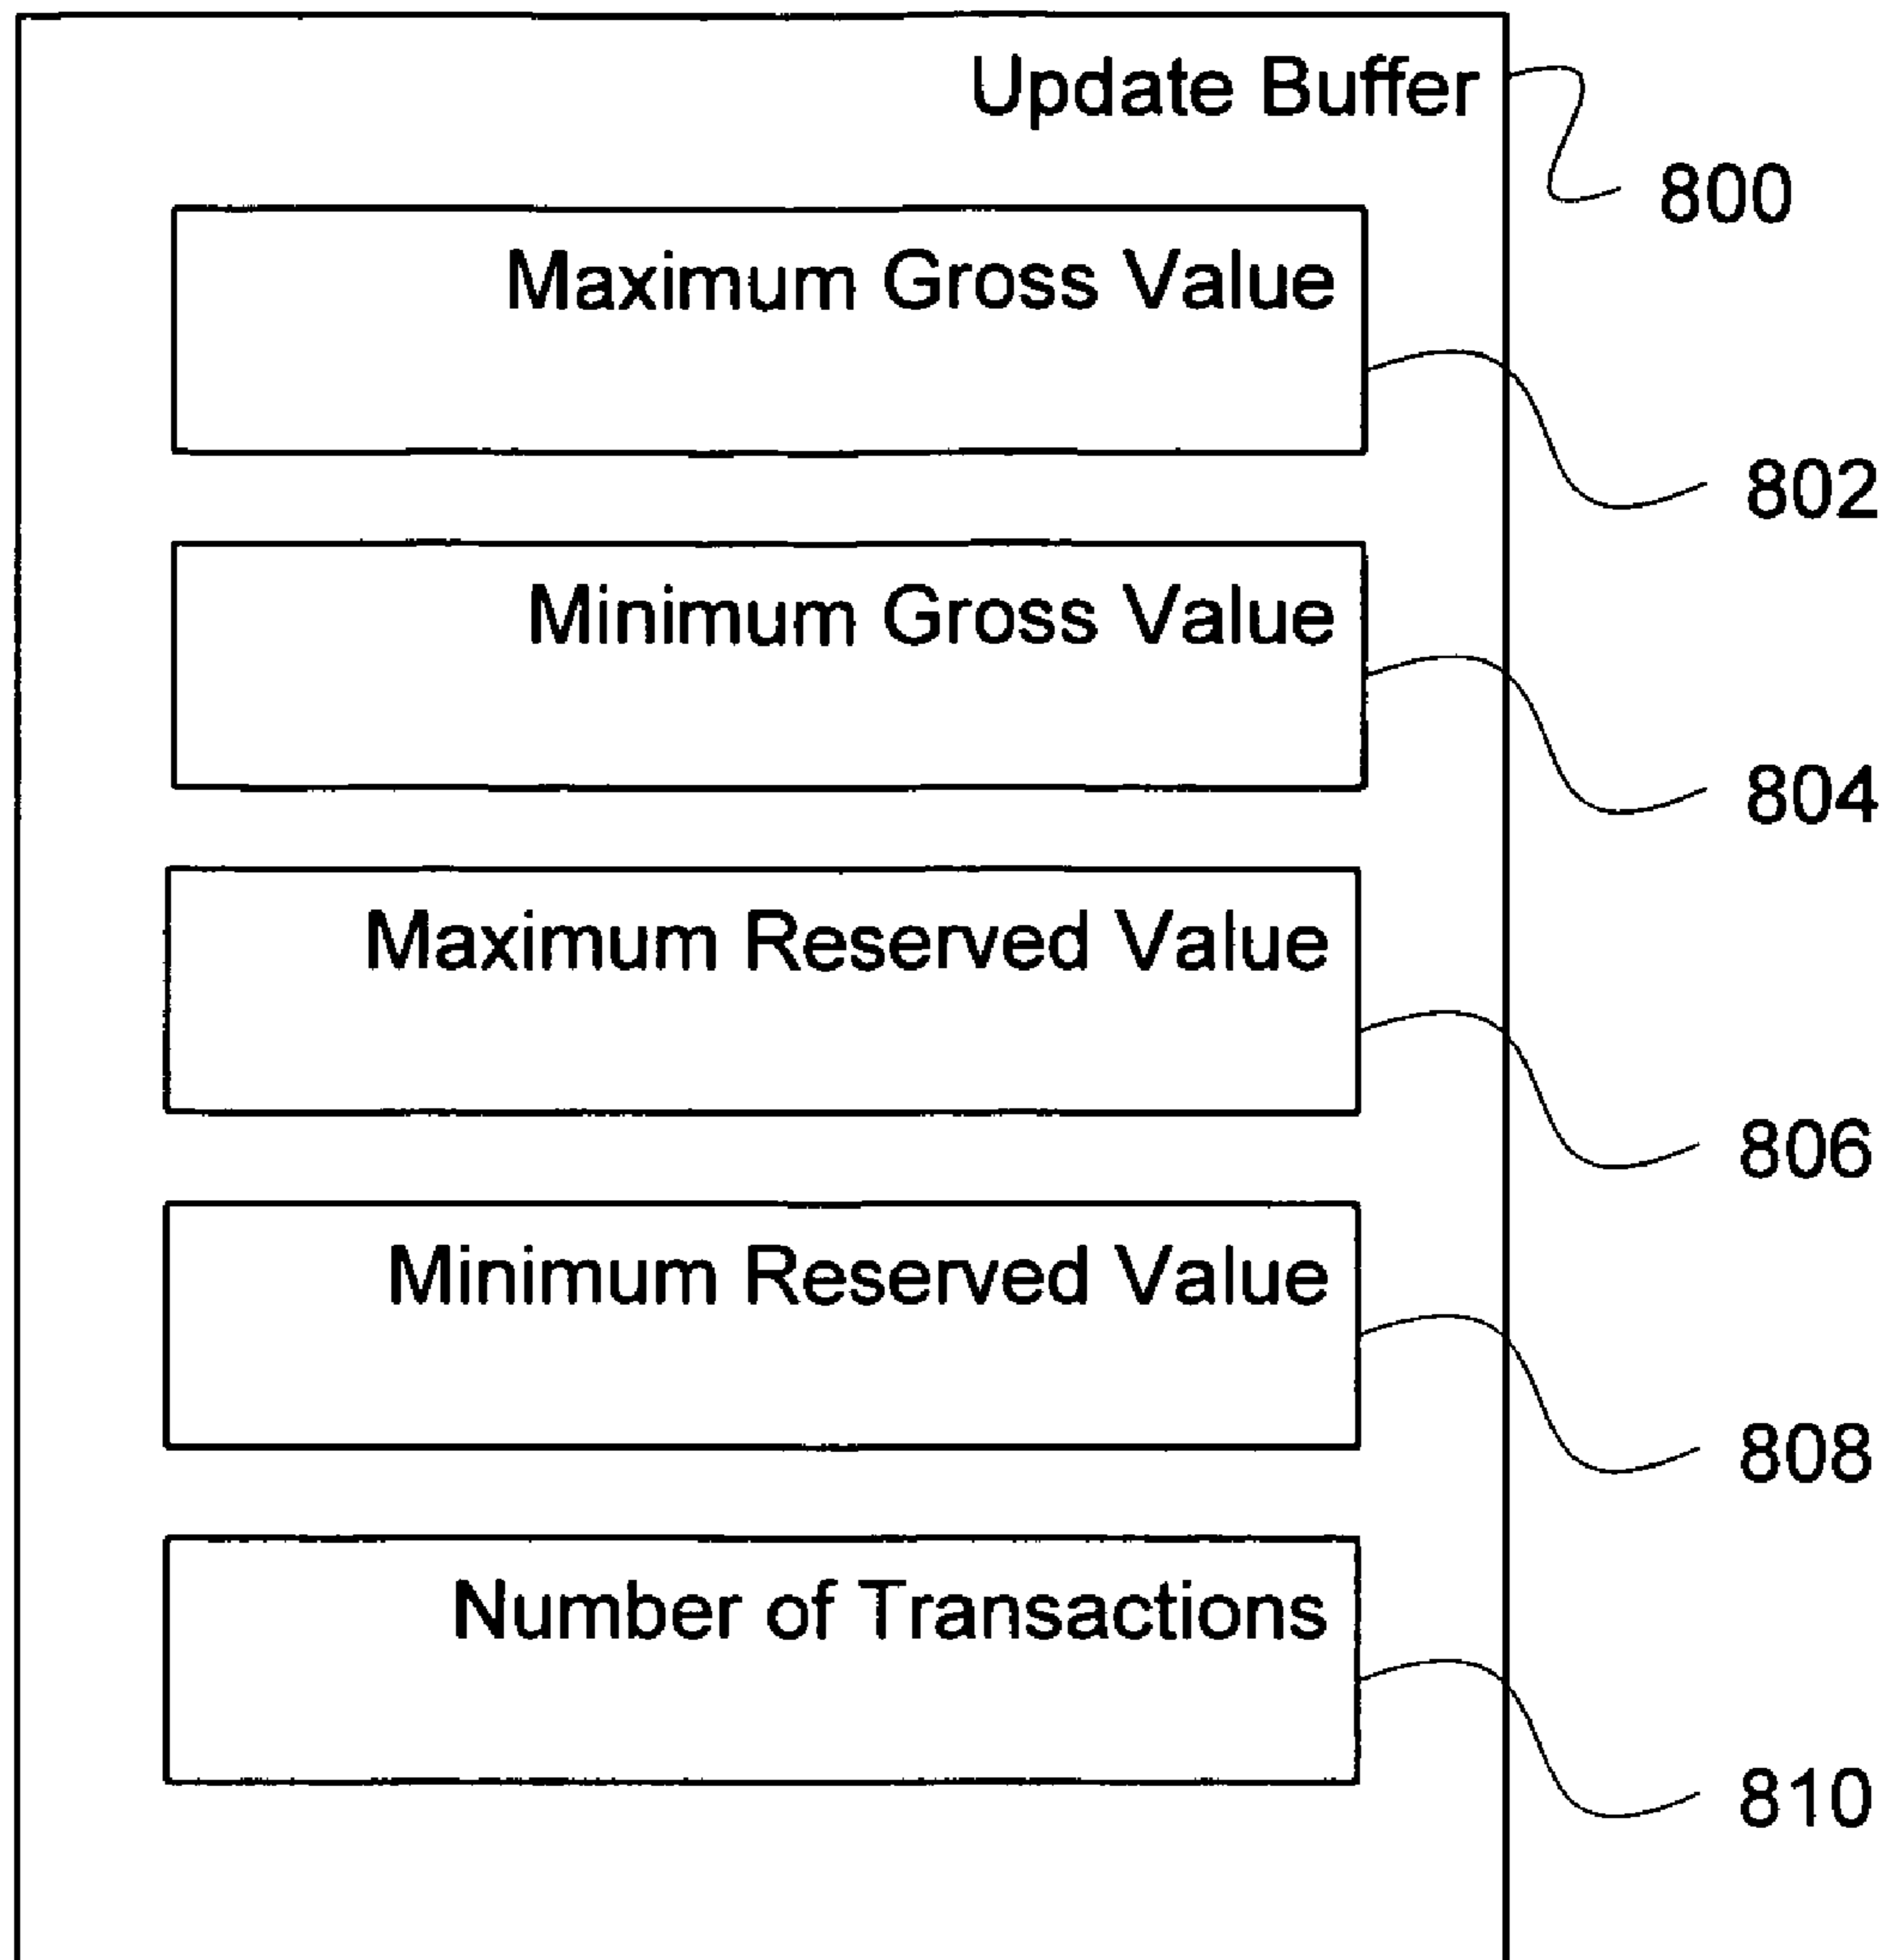 Update Buffer
800
Maximum Gross Value
802
Minimum Gross Value
804
Maximum Reserved Value
806
Minimum Reserved Value
808
Number of Transactions
810